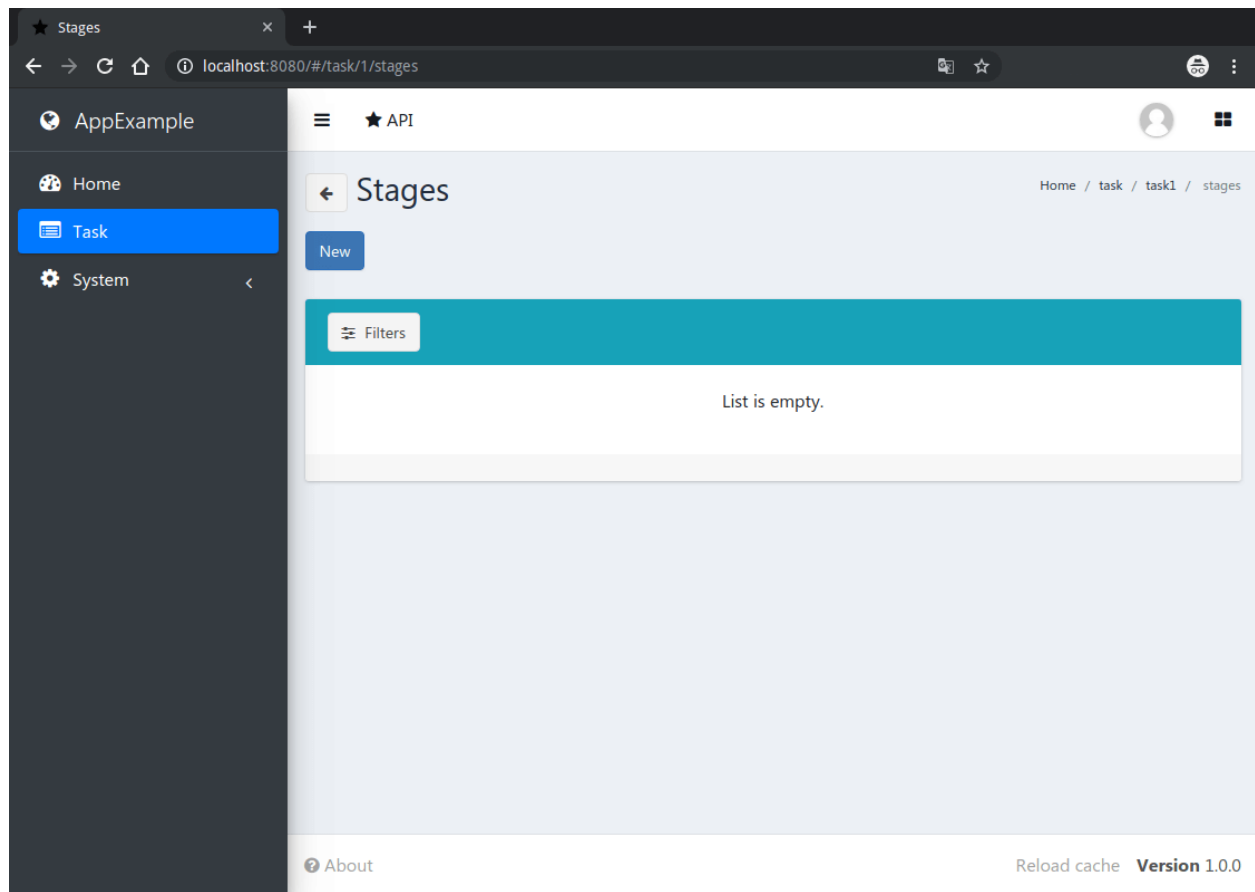 Stages
localhost:8080/#/task/1/stages
AppExample
API
Home
Stages
Home / task / task1 / stages
Task
New
System
Filters
List is empty.
About
Reload cache Version 1.0.0